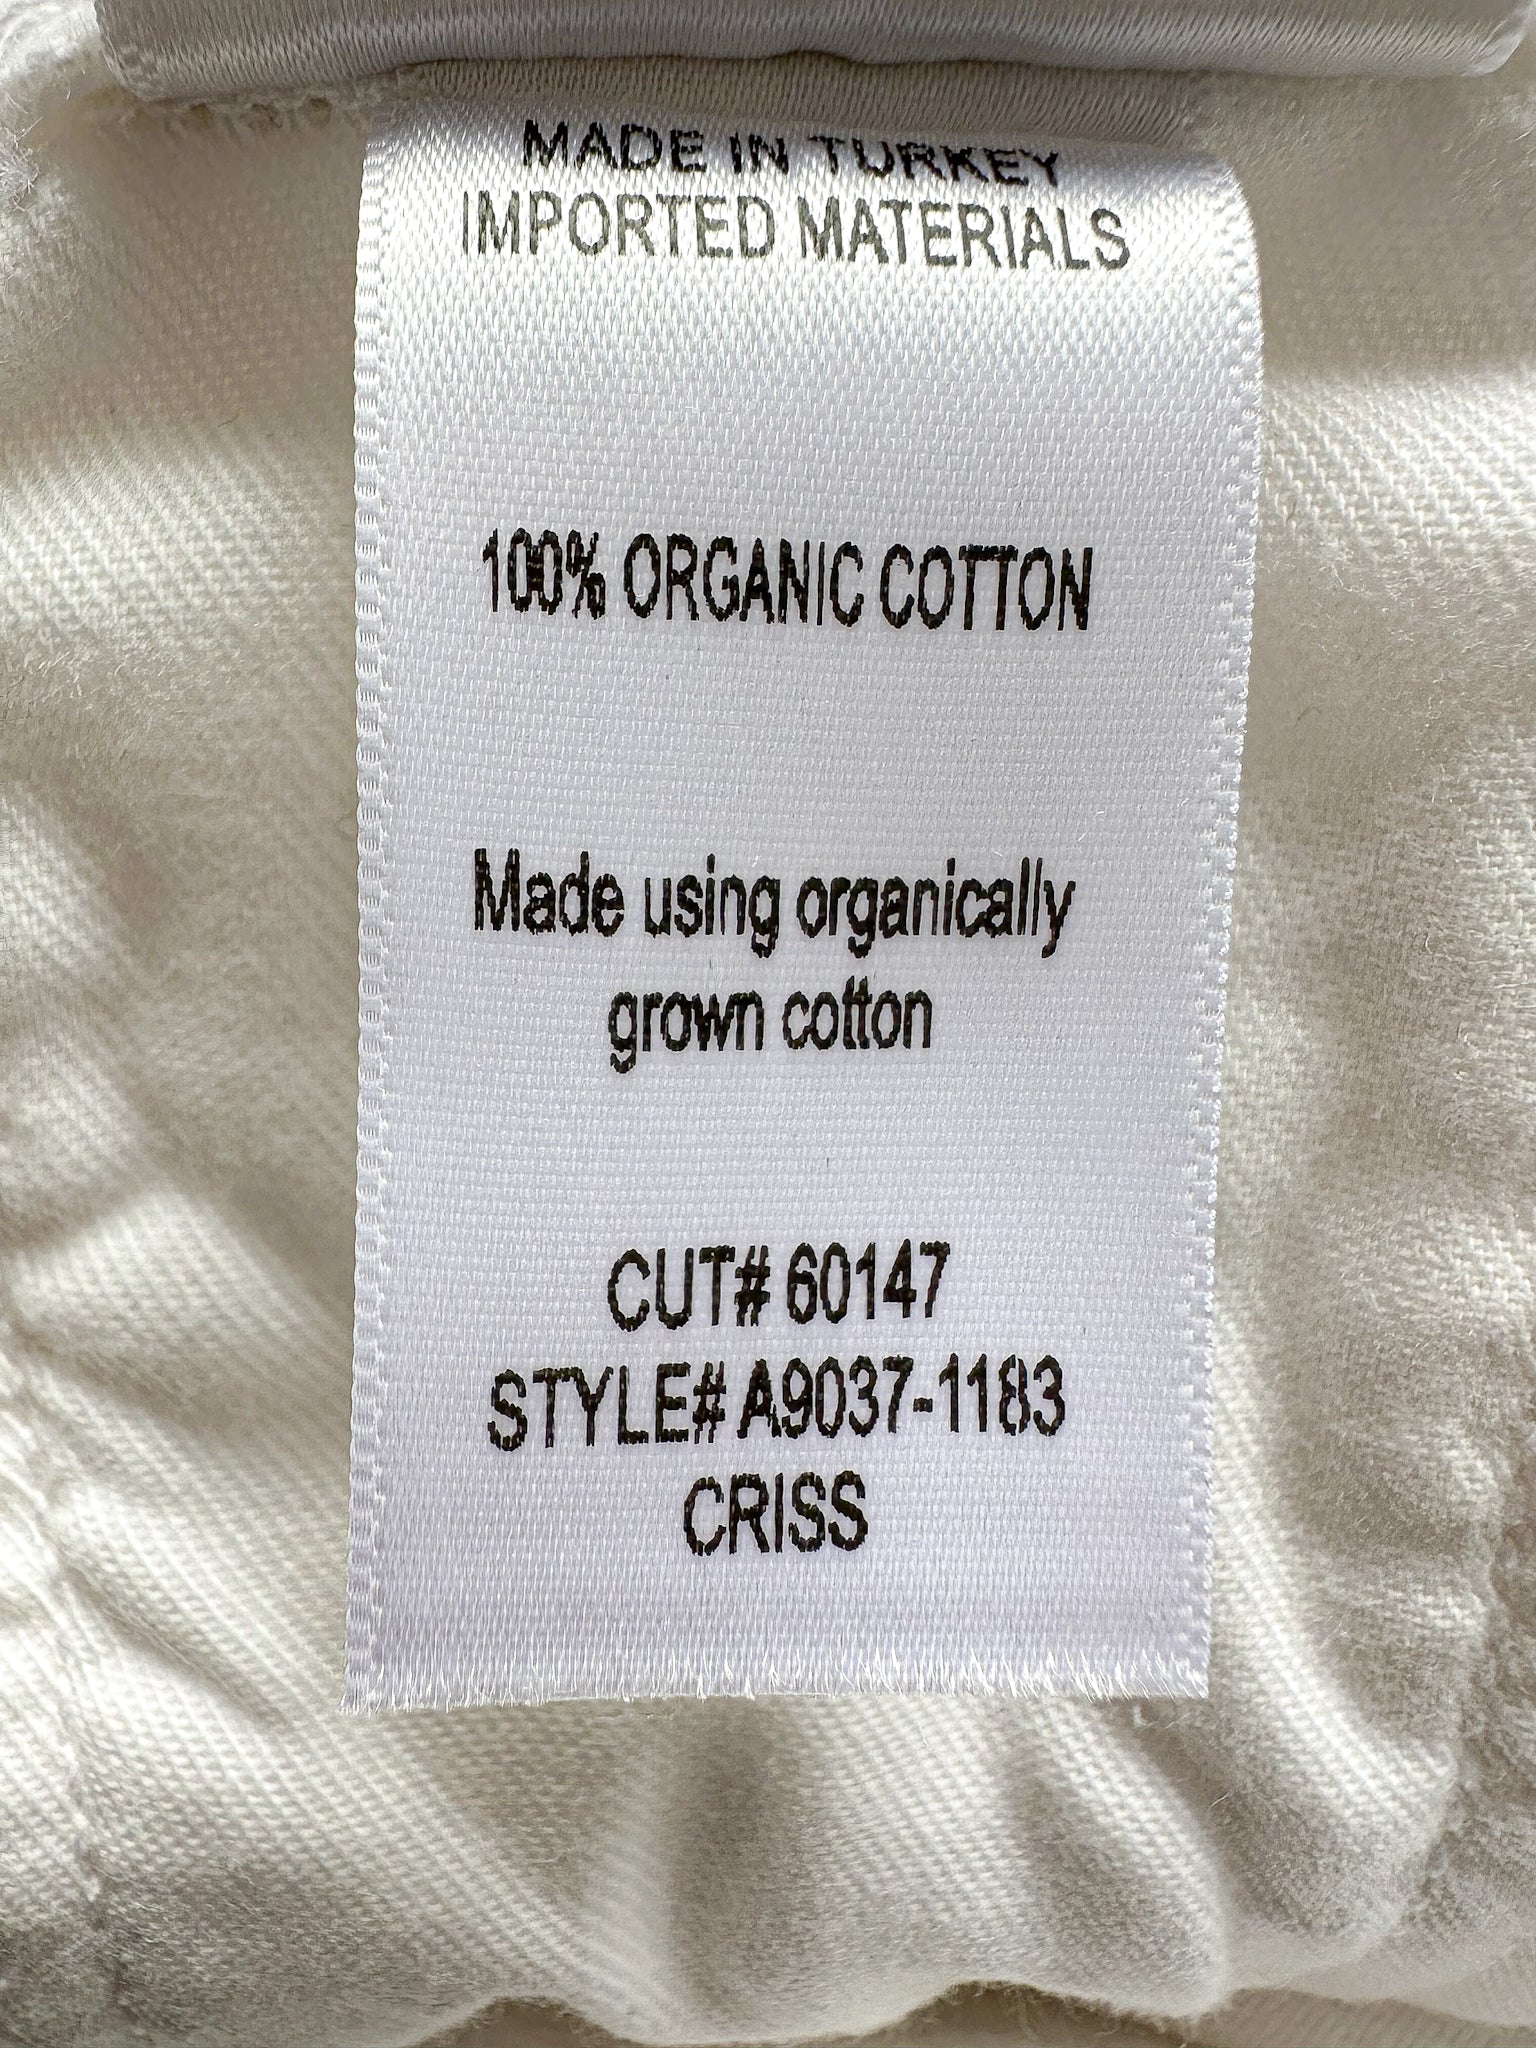 MADE IN TURKEY
IMPORTED MATERIALS
100% ORGANIC COTTON
Made using organically
grown cotton
CUT# 60147
STYLE# A9037-1183
CRISS